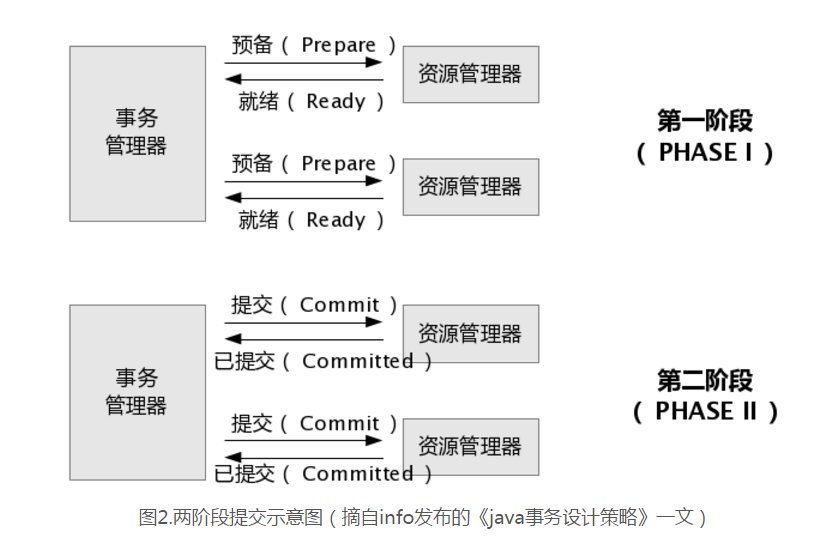 预备（ Prepare ）
资源管理器
就绪（ Ready ）
事务
管理器
第一阶段
（ PHASE I ）
预备（ Prepare ）
资源管理器
就绪（ Ready ）
提交（ Commit ）
资源管理器
已提交（ Committed ）
事务
管理器
第二阶段
（ PHASE II ）
提交（ Commit ）
资源管理器
已提交（ Committed ）
图2.两阶段提交示意图（摘自info发布的《java事务设计策略》一文）